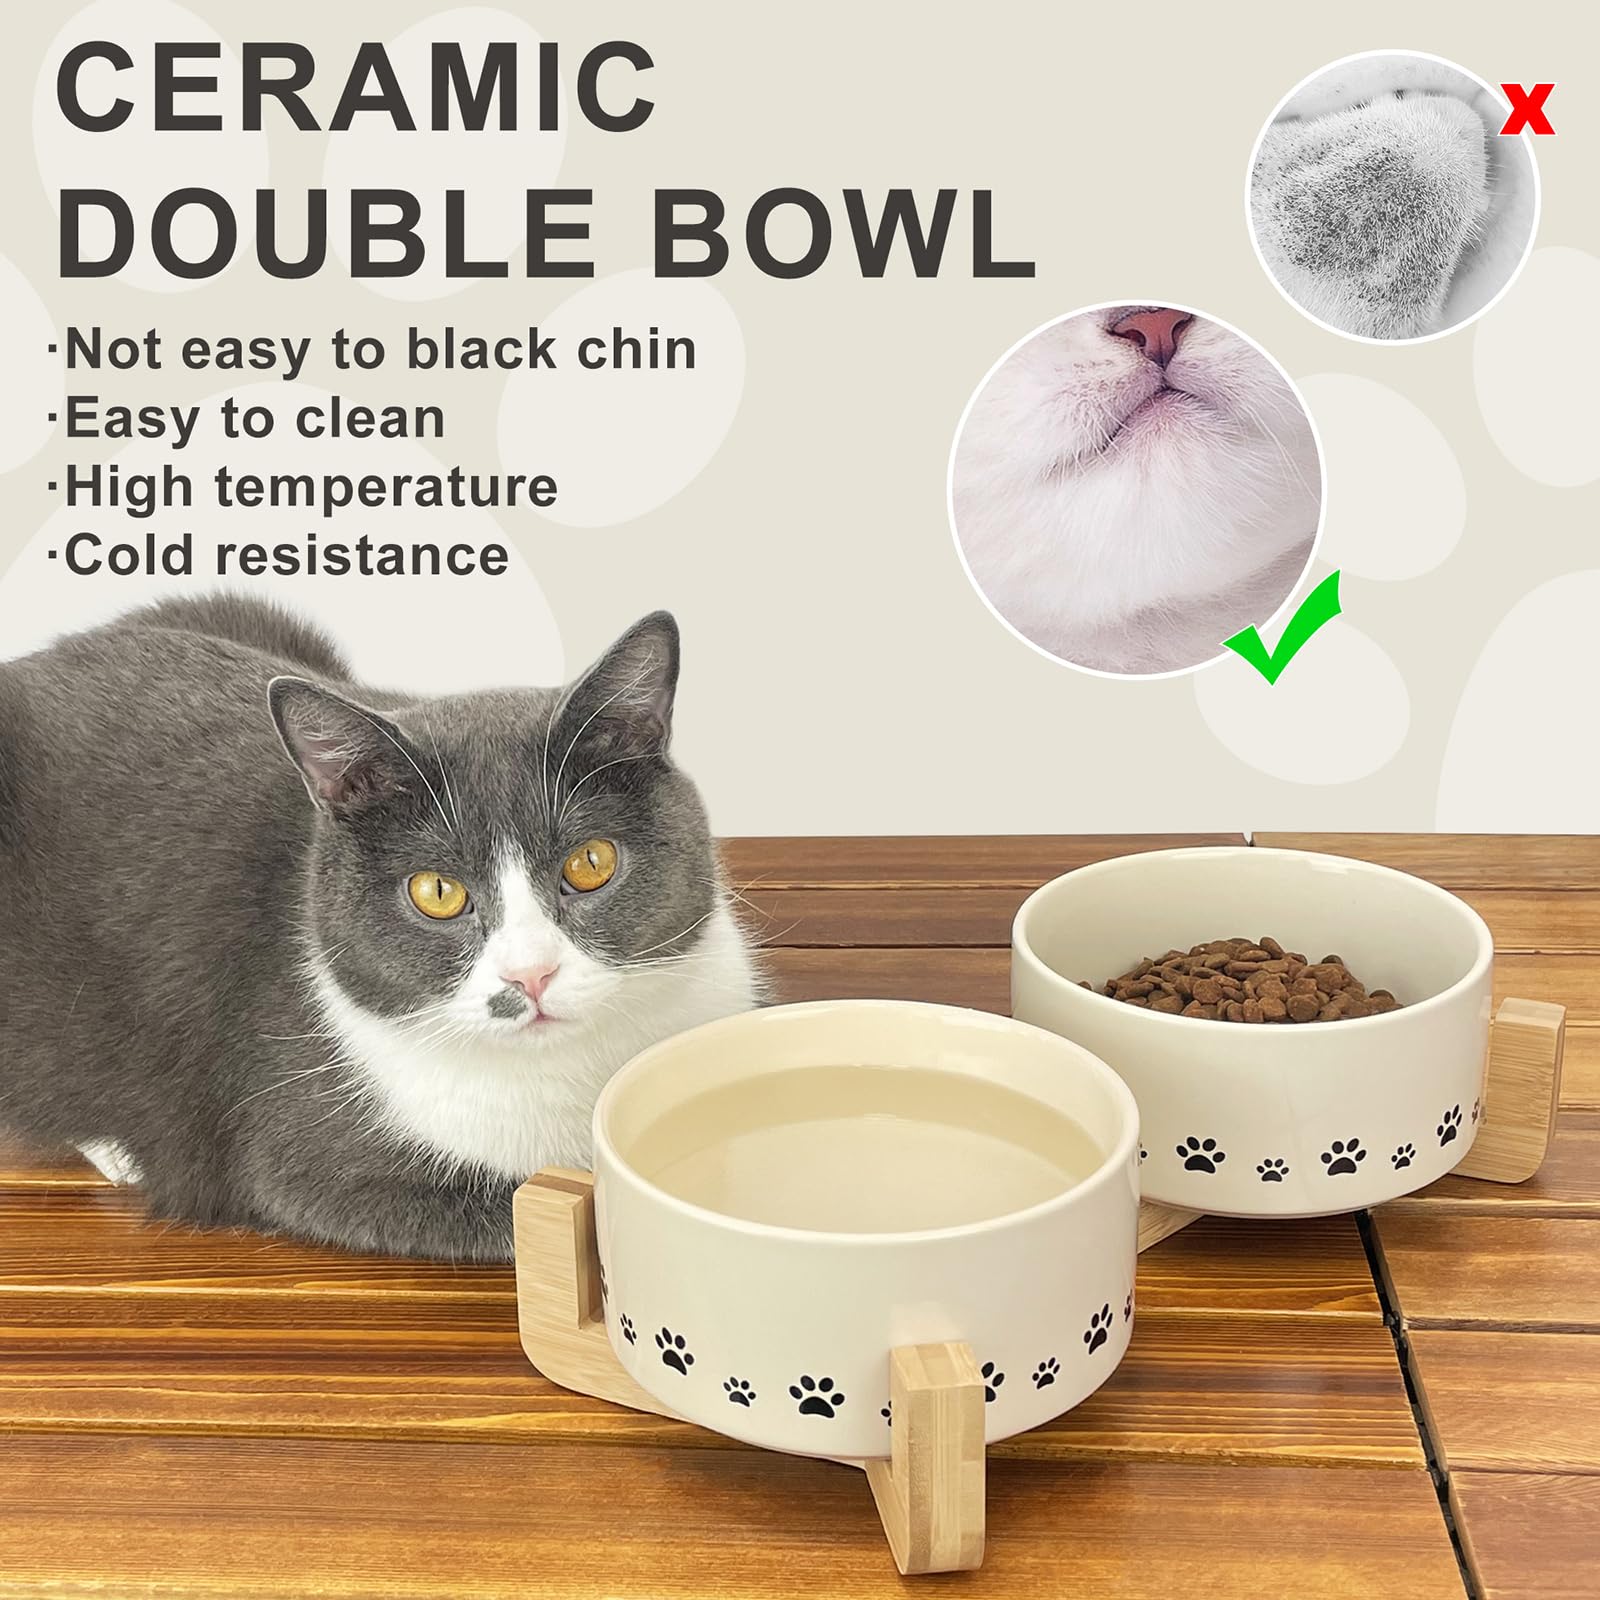 CERAMIC
DOUBLE BOWL
·Not easy to black chin
·Easy to clean
·High temperature
·Cold resistance